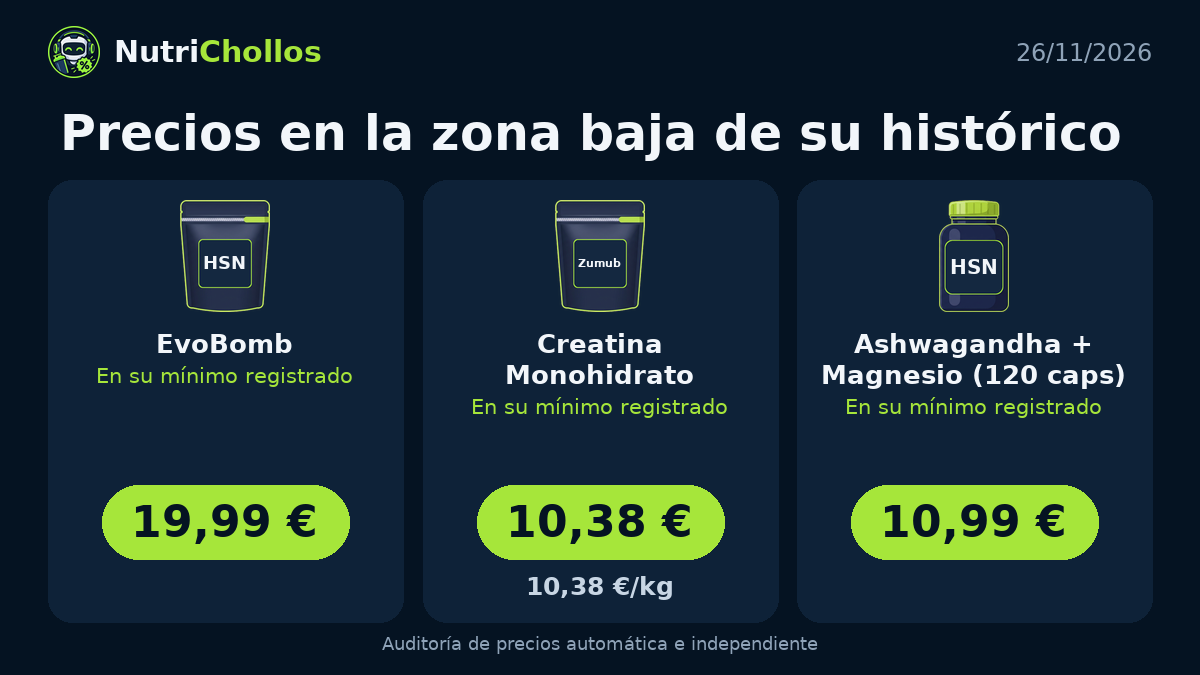 NutriChollos
26/11/2026
Precios en la zona baja de su histórico
HSN
EvoBomb
En su mínimo registrado
19,99 €
Zumub
Creatina
Monohidrato
En su mínimo registrado
10,38 €
10,38 €/kg
HSN
Ashwagandha +
Magnesio (120 caps)
En su mínimo registrado
10,99 €
Auditoría de precios automática e independiente